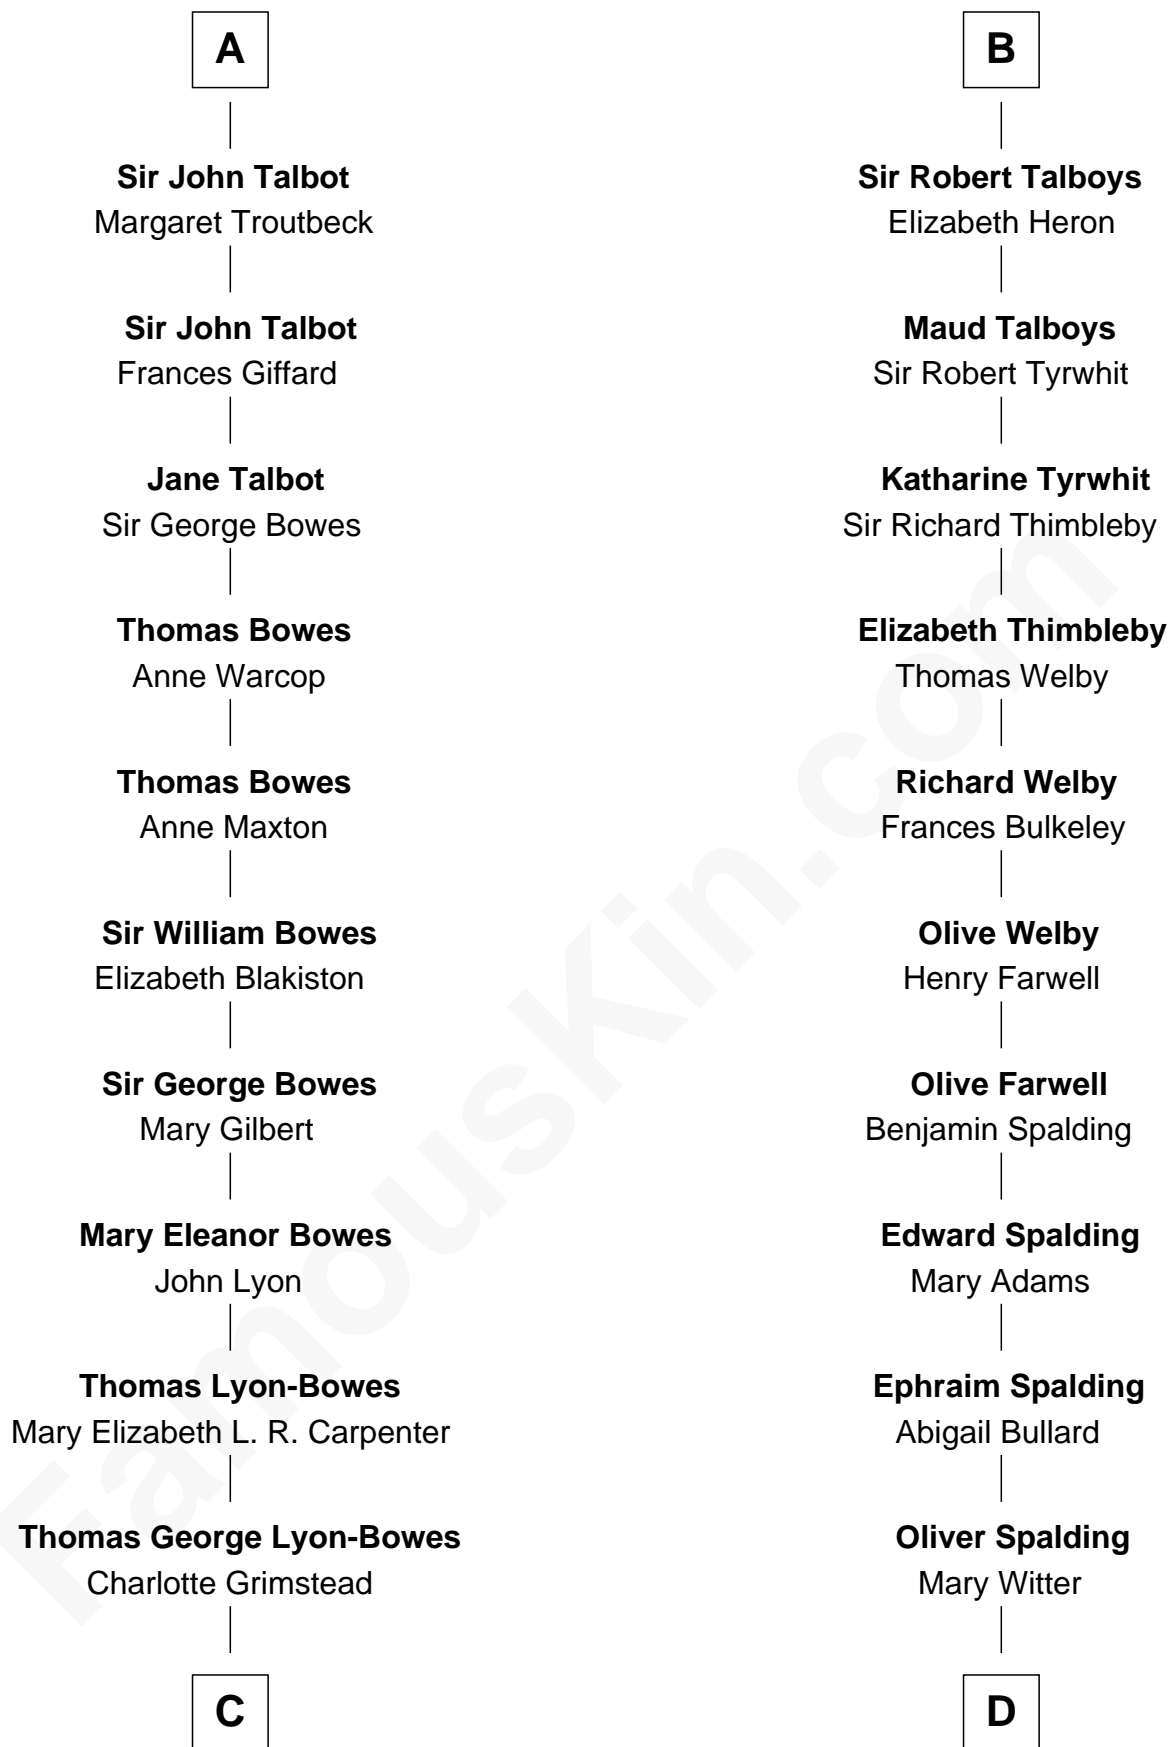 A
Sir John Talbot
Margaret Troutbeck
Sir John Talbot
Frances Giffard
Jane Talbot
Sir George Bowes
Thomas Bowes
Anne Warcop
Thomas Bowes
Anne Maxton
Sir William Bowes
Elizabeth Blakiston
Sir George Bowes
Mary Gilbert
Mary Eleanor Bowes
John Lyon
Thomas Lyon-Bowes
Mary Elizabeth L. R. Carpenter
Thomas George Lyon-Bowes
Charlotte Grimstead
C
B
Sir Robert Talboys
Elizabeth Heron
Maud Talboys
Sir Robert Tyrwhit
Katharine Tyrwhit
Sir Richard Thimbleby
Elizabeth Thimbleby
Thomas Welby
Richard Welby
Frances Bulkeley
Olive Welby
Henry Farwell
Olive Farwell
Benjamin Spalding
Edward Spalding
Mary Adams
Ephraim Spalding
Abigail Bullard
Oliver Spalding
Mary Witter
D
FamousKin.com